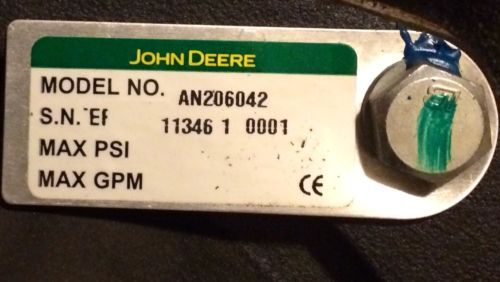 JOHN DEERE
MODEL NO. AN206042
S.N. 11346 1 0001
MAX PSI
MAX GPM
CE